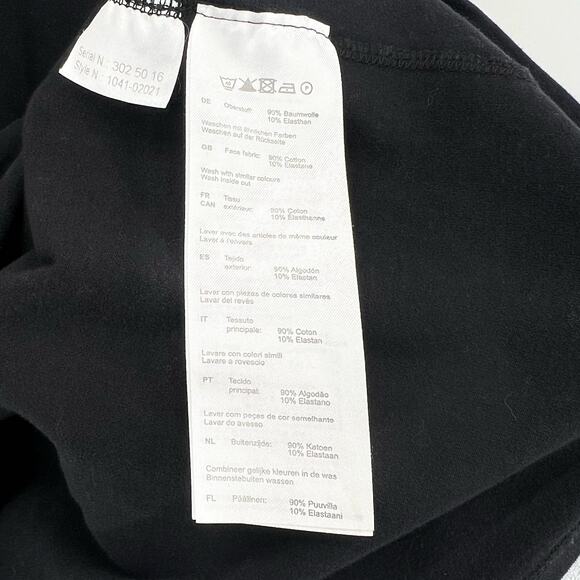 Serial N.: 302 50 16
Style N.: 1041-02021
40
P
DE Oberstoff: 90% Baumwolle
10% Elasthan
Waschen mit ähnlichen Farben
Waschen auf der Rückseite
GB Face fabric: 90% Cotton
10% Elastane
Wash with similar colours
Wash inside out
FR Tissu
CAN extérieur: 90% Coton
10% Elasthanne
Laver avec des articles de même couleur
Laver à l'envers
ES Tejido
exterior: 90% Algodón
10% Elastan
Lavar con piezas de colores similares
Lavar del revés
IT Tessuto
principale: 90% Coton
10% Elastan
Lavare con colori simili
Lavare a rovescio
PT Tecido
principal: 90% Algodão
10% Elastano
Lavar com peças de cor semelhante
Lavar do avesso
NL Buitenzijde: 90% Katoen
10% Elastaan
Combineer gelijke kleuren in de was
Binnenstebuiten wassen
FL Päälinen: 90% Puuvilla
10% Elastaani